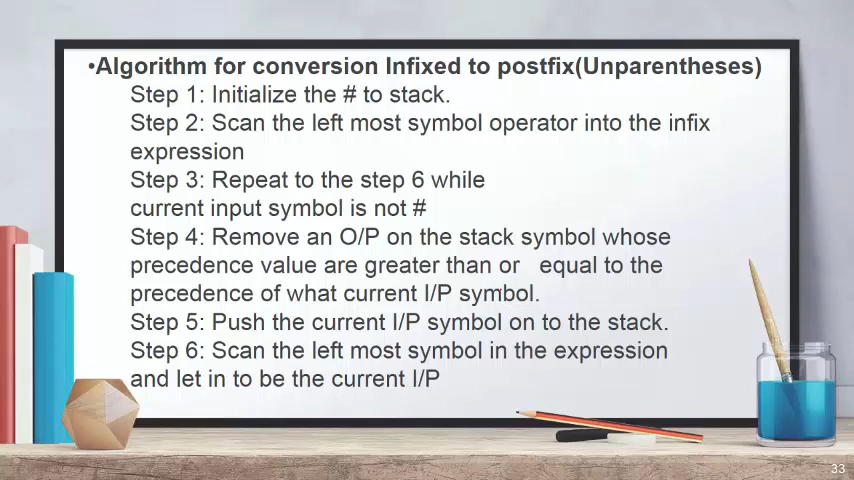 •Algorithm for conversion Infixed to postfix(Unparentheses)
Step 1: Initialize the # to stack.
Step 2: Scan the left most symbol operator into the infix
expression
Step 3: Repeat to the step 6 while
current input symbol is not #
Step 4: Remove an O/P on the stack symbol whose
precedence value are greater than or equal to the
precedence of what current I/P symbol.
Step 5: Push the current I/P symbol on to the stack.
Step 6: Scan the left most symbol in the expression
and let in to be the current I/P
33